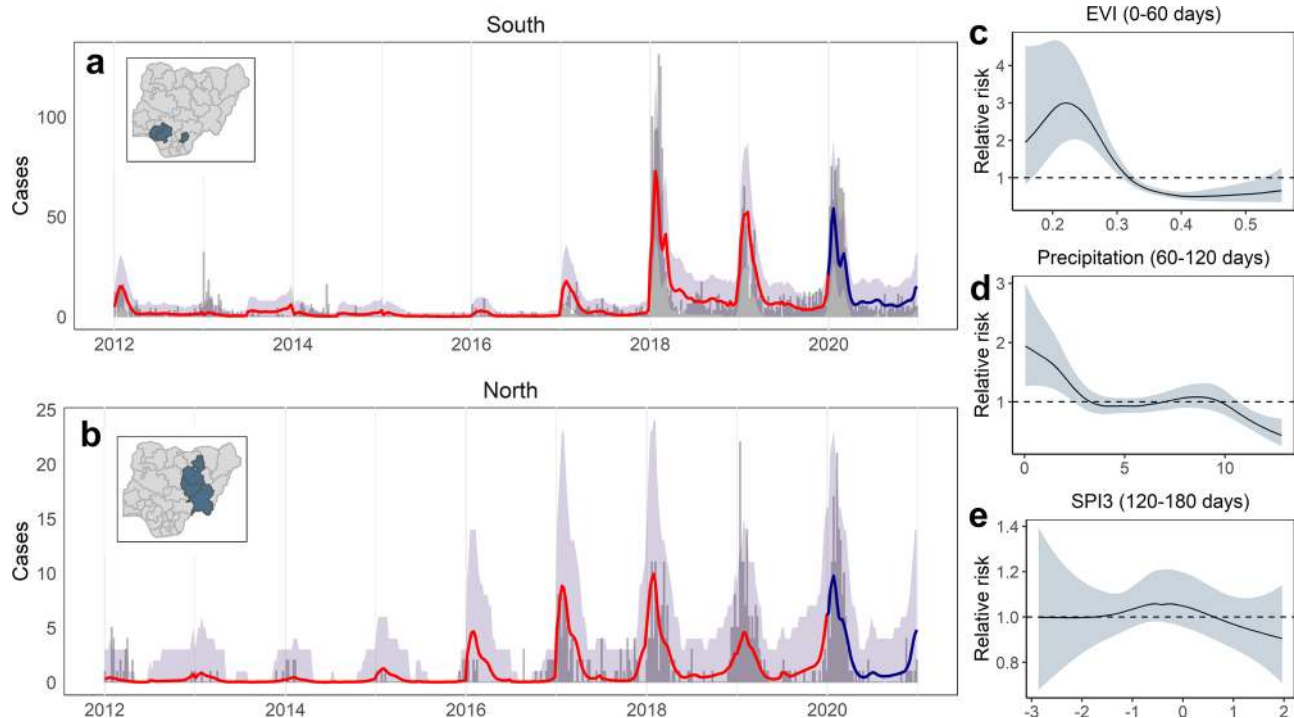 South
a
Cases
100
50
0
2012 2014 2016 2018 2020
North
b
Cases
25
20
15
10
5
0
2012 2014 2016 2018 2020
c
EVI (0-60 days)
Relative risk
4
3
2
1
0.2 0.3 0.4 0.5
d
Precipitation (60-120 days)
Relative risk
3
2
1
0 5 10
e
SPI3 (120-180 days)
Relative risk
1.4
1.2
1.0
0.8
-3 -2 -1 0 1 2